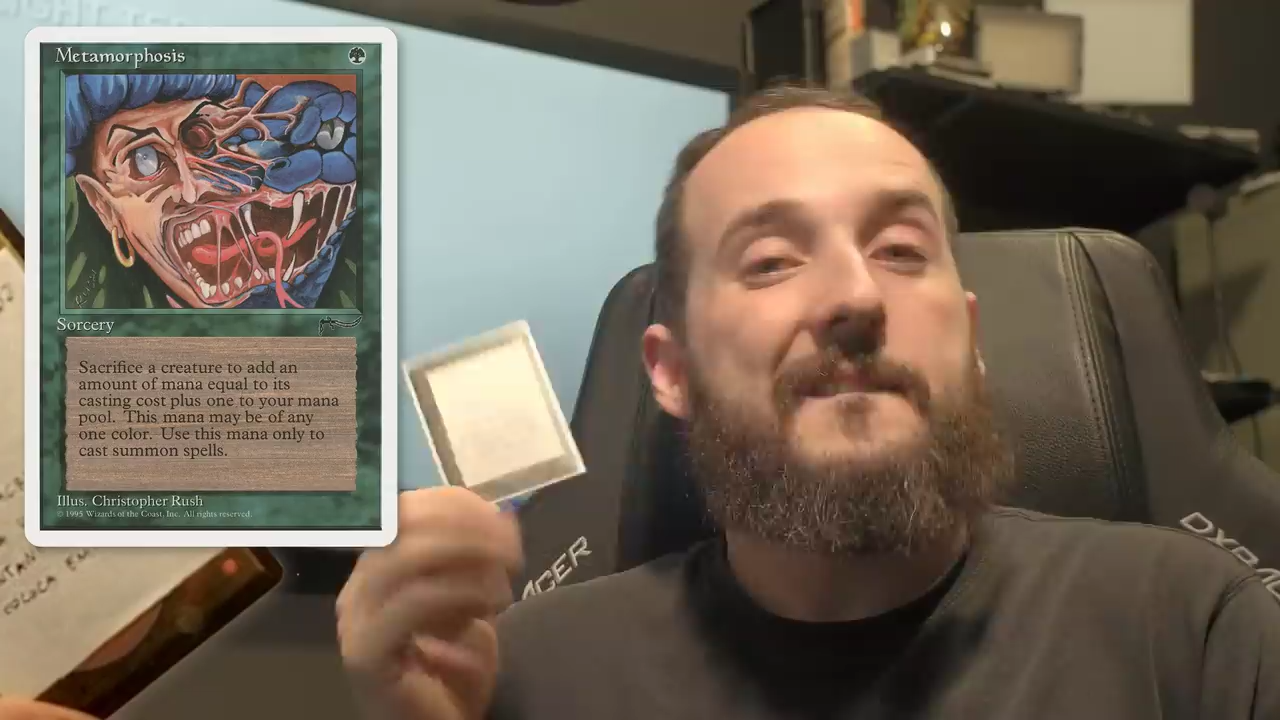 Metamorphosis
Sorcery
Sacrifice a creature to add an
amount of mana equal to its
casting cost plus one to your mana
pool. This mana may be of any
one color. Use this mana only to
cast summon spells.
Illus. Christopher Rush
© 1995 Wizards of the Coast, Inc. All rights reserved.